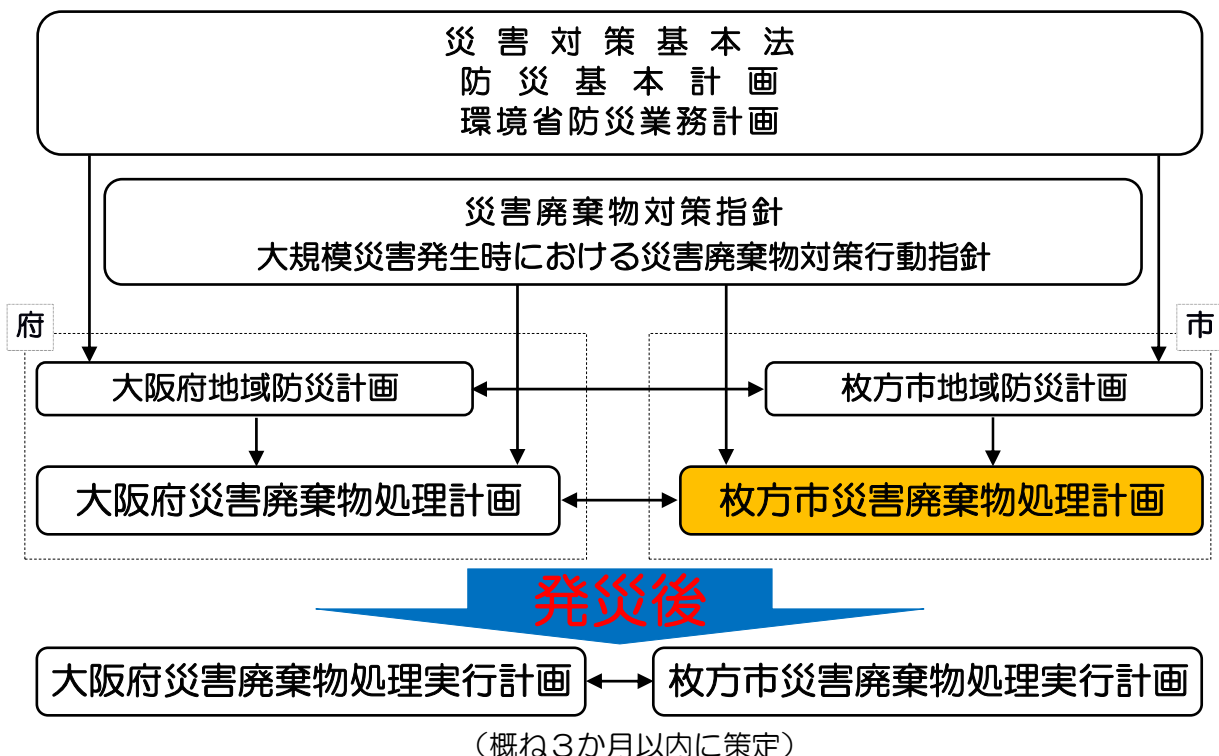 災害対策基本法
防災基本計画
環境省防災業務計画
災害廃棄物対策指針
大規模災害発生時における災害廃棄物対策行動指針
府
市
大阪府地域防災計画
枚方市地域防災計画
大阪府災害廃棄物処理計画
枚方市災害廃棄物処理計画
発災後
大阪府災害廃棄物処理実行計画
枚方市災害廃棄物処理実行計画
（概ね３か月以内に策定）